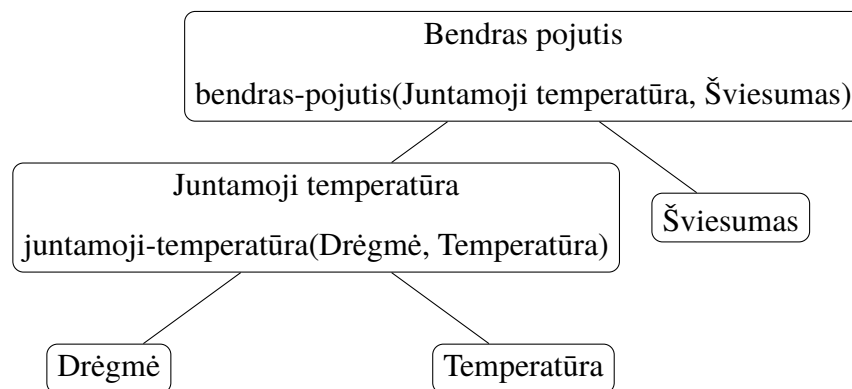 Bendras pojutis
bendras-pojutis(Juntamoji temperatūra, Šviesumas)
Juntamoji temperatūra
juntamoji-temperatūra(Drėgmė, Temperatūra)
Šviesumas
Drėgmė
Temperatūra